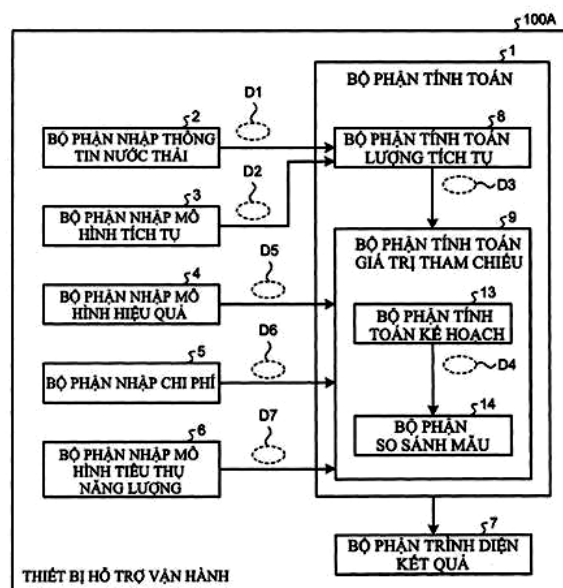 100A
1
BỘ PHẬN TÍNH TOÁN
D1
2
BỘ PHẬN NHẬP THÔNG
TIN NƯỚC THẢI
8
BỘ PHẬN TÍNH TOÁN
LƯỢNG TÍCH TỤ
D2
3
BỘ PHẬN NHẬP MÔ
HÌNH TÍCH TỤ
D3
9
BỘ PHẬN TÍNH TOÁN
GIÁ TRỊ THAM CHIẾU
D5
4
BỘ PHẬN NHẬP MÔ
HÌNH HIỆU QUẢ
13
BỘ PHẬN TÍNH
TOÁN KẾ HOẠCH
D6
5
BỘ PHẬN NHẬP CHI PHÍ
D4
D7
6
BỘ PHẬN NHẬP MÔ
HÌNH TIÊU THỤ
NĂNG LƯỢNG
14
BỘ PHẬN
SO SÁNH MẪU
7
BỘ PHẬN TRÌNH DIỆN
KẾT QUẢ
THIẾT BỊ HỖ TRỢ VẬN HÀNH